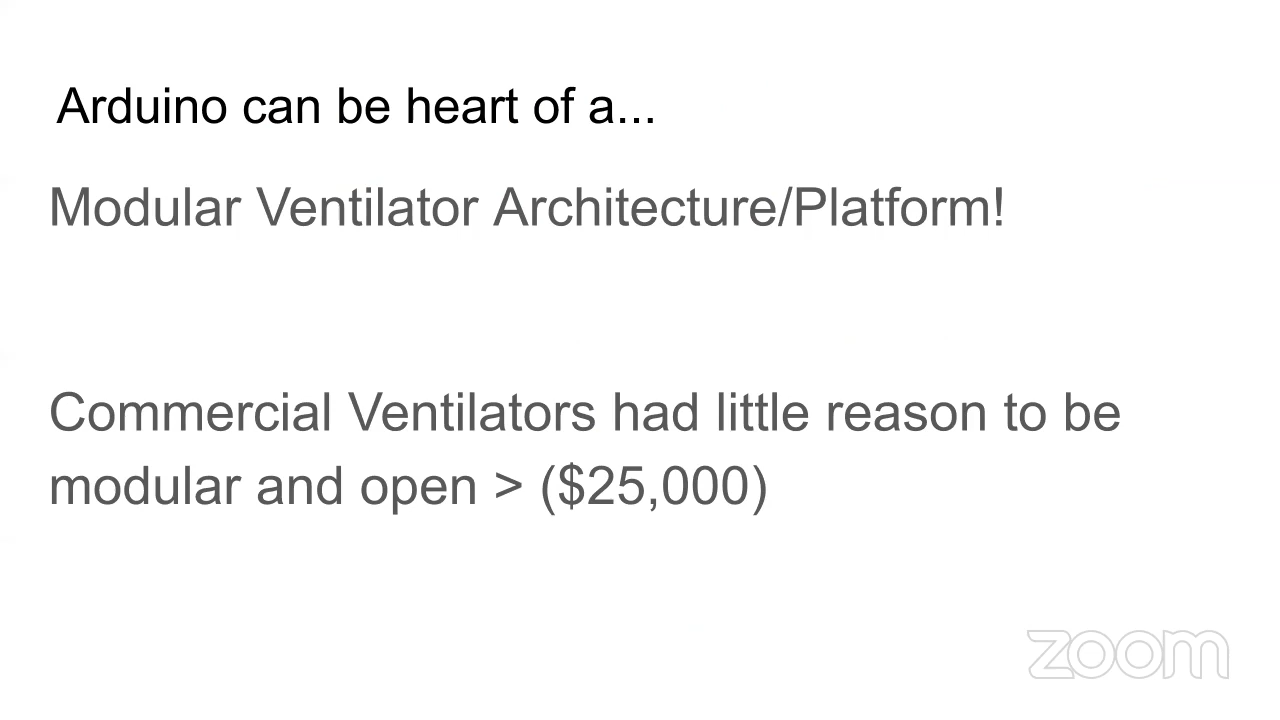 Arduino can be heart of a...
Modular Ventilator Architecture/Platform!
Commercial Ventilators had little reason to be
modular and open > ($25,000)
zoom